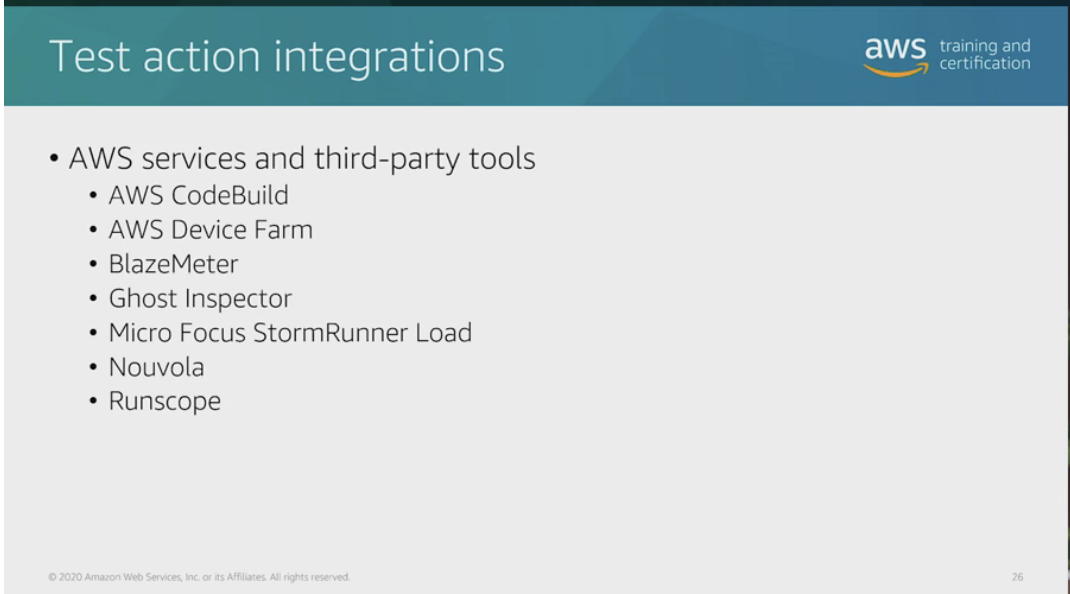 Test action integrations
aws training and
certification
• AWS services and third-party tools
• AWS CodeBuild
• AWS Device Farm
• BlazeMeter
• Ghost Inspector
• Micro Focus StormRunner Load
• Nouvola
• Runscope
© 2020 Amazon Web Services, Inc. or its Affiliates. All rights reserved.
26